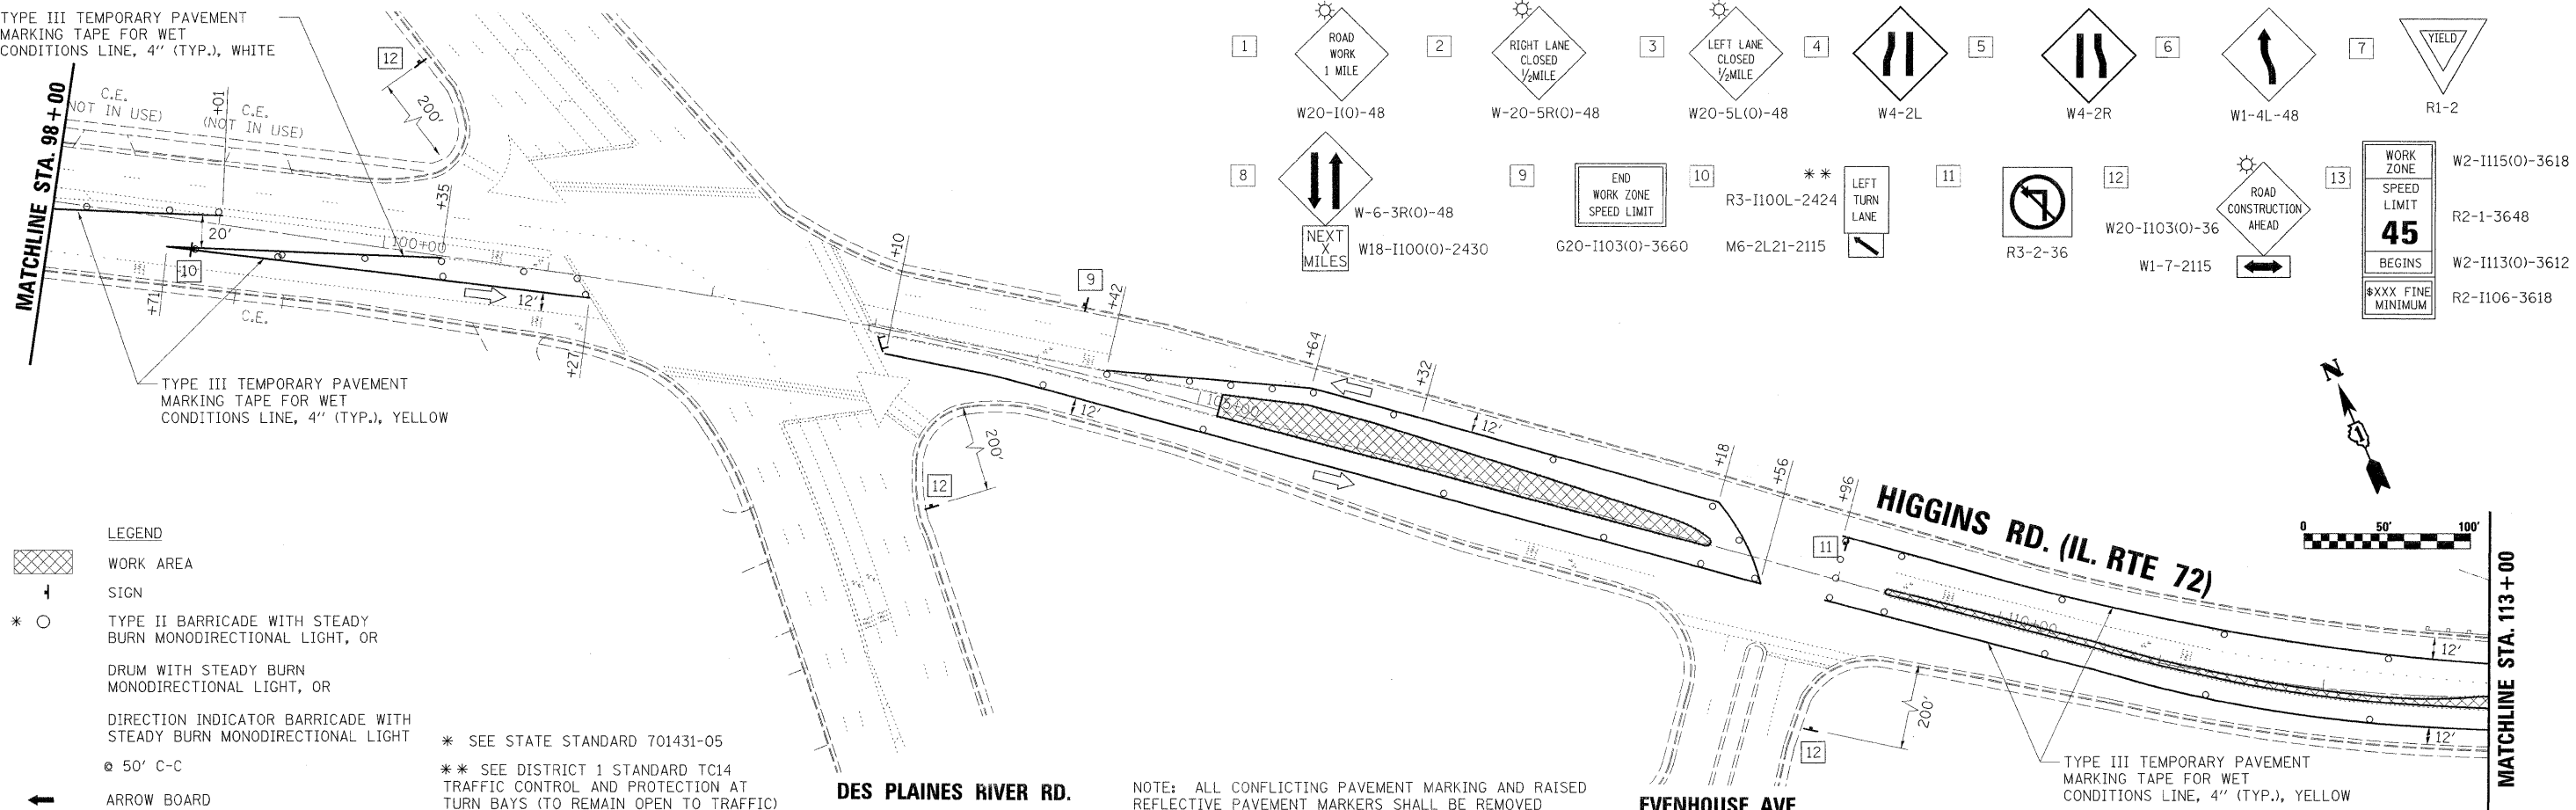 TYPE III TEMPORARY PAVEMENT
MARKING TAPE FOR WET
CONDITIONS LINE, 4" (TYP.), WHITE
MATCHLINE STA. 98+00
C.E.
(NOT IN USE)
+01
C.E.
(NOT IN USE)
12
200'
+35
20'
100+00
10
+71
C.E.
12'
+27
TYPE III TEMPORARY PAVEMENT
MARKING TAPE FOR WET
CONDITIONS LINE, 4" (TYP.), YELLOW
+10
9
+42
+64
+32
105+00
12'
12'
200'
12
+18
+56
+96
11
HIGGINS RD. (IL. RTE 72)
110+00
12'
12'
200'
12
TYPE III TEMPORARY PAVEMENT
MARKING TAPE FOR WET
CONDITIONS LINE, 4" (TYP.), YELLOW
MATCHLINE STA. 113+00
N
0 50' 100'
1
ROAD
WORK
1 MILE
W20-I(O)-48
2
RIGHT LANE
CLOSED
1/2MILE
W-20-5R(O)-48
3
LEFT LANE
CLOSED
1/2MILE
W20-5L(O)-48
4
W4-2L
5
W4-2R
6
W1-4L-48
7
YIELD
R1-2
8
W-6-3R(O)-48
NEXT
X
MILES
W18-I100(O)-2430
9
END
WORK ZONE
SPEED LIMIT
G20-I103(O)-3660
10
**
R3-I100L-2424
LEFT
TURN
LANE
M6-2L21-2115
11
R3-2-36
12
ROAD
CONSTRUCTION
AHEAD
W20-I103(O)-36
W1-7-2115
13
WORK
ZONE
W2-I115(O)-3618
SPEED
LIMIT
45
R2-1-3648
BEGINS
W2-I113(O)-3612
$XXX FINE
MINIMUM
R2-I106-3618
LEGEND
WORK AREA
SIGN
* TYPE II BARRICADE WITH STEADY
BURN MONODIRECTIONAL LIGHT, OR
DRUM WITH STEADY BURN
MONODIRECTIONAL LIGHT, OR
DIRECTION INDICATOR BARRICADE WITH
STEADY BURN MONODIRECTIONAL LIGHT
@ 50' C-C
ARROW BOARD
* SEE STATE STANDARD 701431-05
** SEE DISTRICT 1 STANDARD TC14
TRAFFIC CONTROL AND PROTECTION AT
TURN BAYS (TO REMAIN OPEN TO TRAFFIC)
DES PLAINES RIVER RD.
NOTE: ALL CONFLICTING PAVEMENT MARKING AND RAISED
REFLECTIVE PAVEMENT MARKERS SHALL BE REMOVED
EVENHOUSE AVE